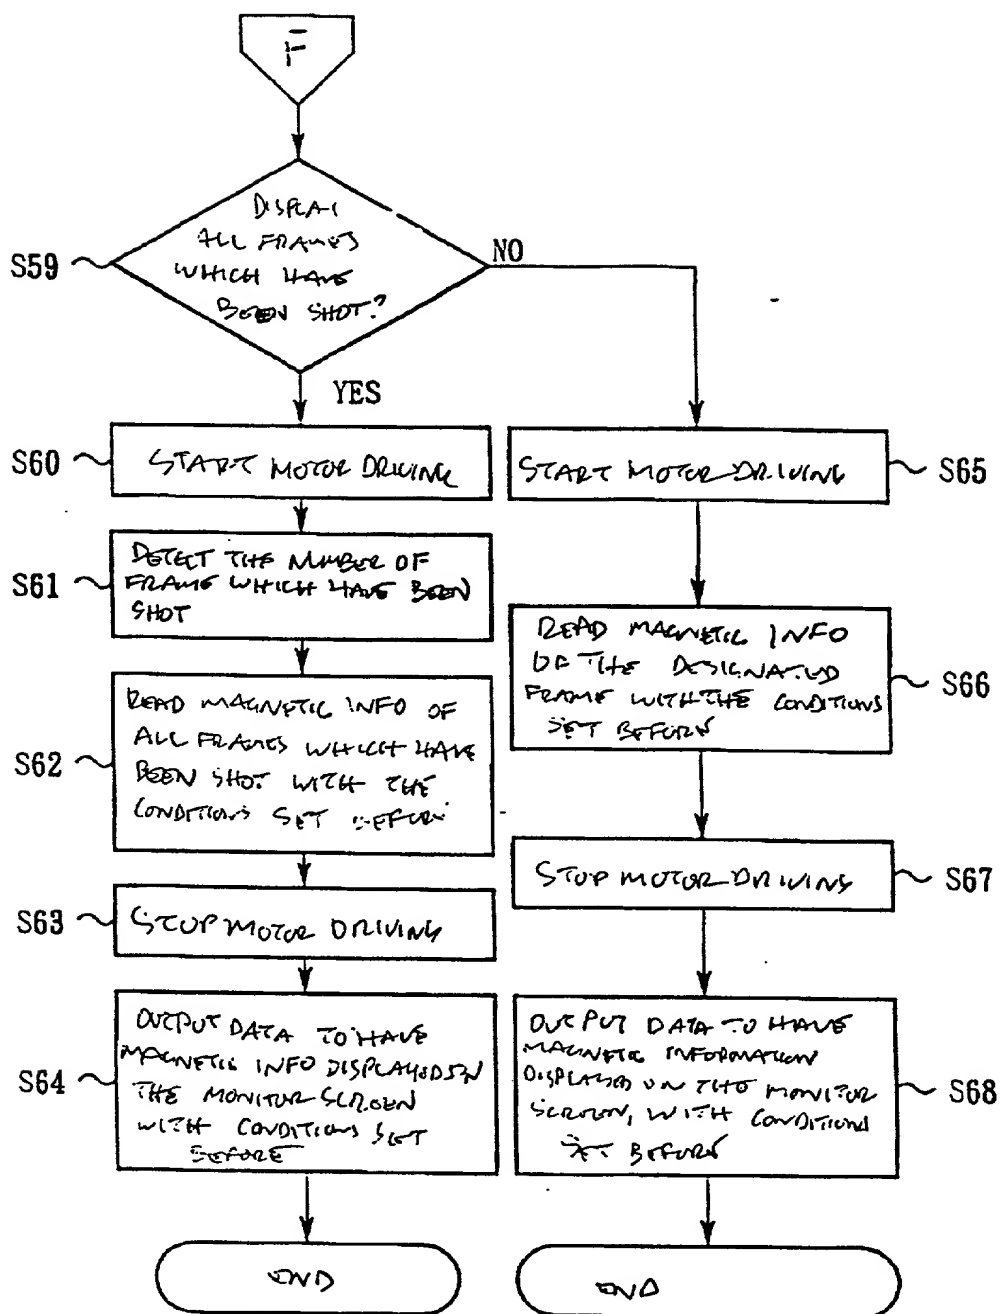 F
DISPLAY
ALL FRAMES
WHICH HAVE
BEEN SHOT?
S59
NO
YES
S60
START MOTOR DRIVING
S61
DETECT THE NUMBER OF
FRAME WHICH HAVE BEEN
SHOT
S62
READ MAGNETIC INFO OF
ALL FRAMES WHICH HAVE
BEEN SHOT WITH THE
CONDITIONS SET BEFORE
S63
STOP MOTOR DRIVING
S64
OUTPUT DATA TO HAVE
MAGNETIC INFO DISPLAYED ON
THE MONITOR SCREEN
WITH CONDITIONS SET
BEFORE
END
START MOTOR DRIVING
S65
READ MAGNETIC INFO
OF THE DESIGNATED
FRAME WITH THE CONDITIONS
SET BEFORE
S66
STOP MOTOR DRIVING
S67
OUTPUT DATA TO HAVE
MAGNETIC INFORMATION
DISPLAYED ON THE MONITOR
SCREEN, WITH CONDITIONS
SET BEFORE
S68
END